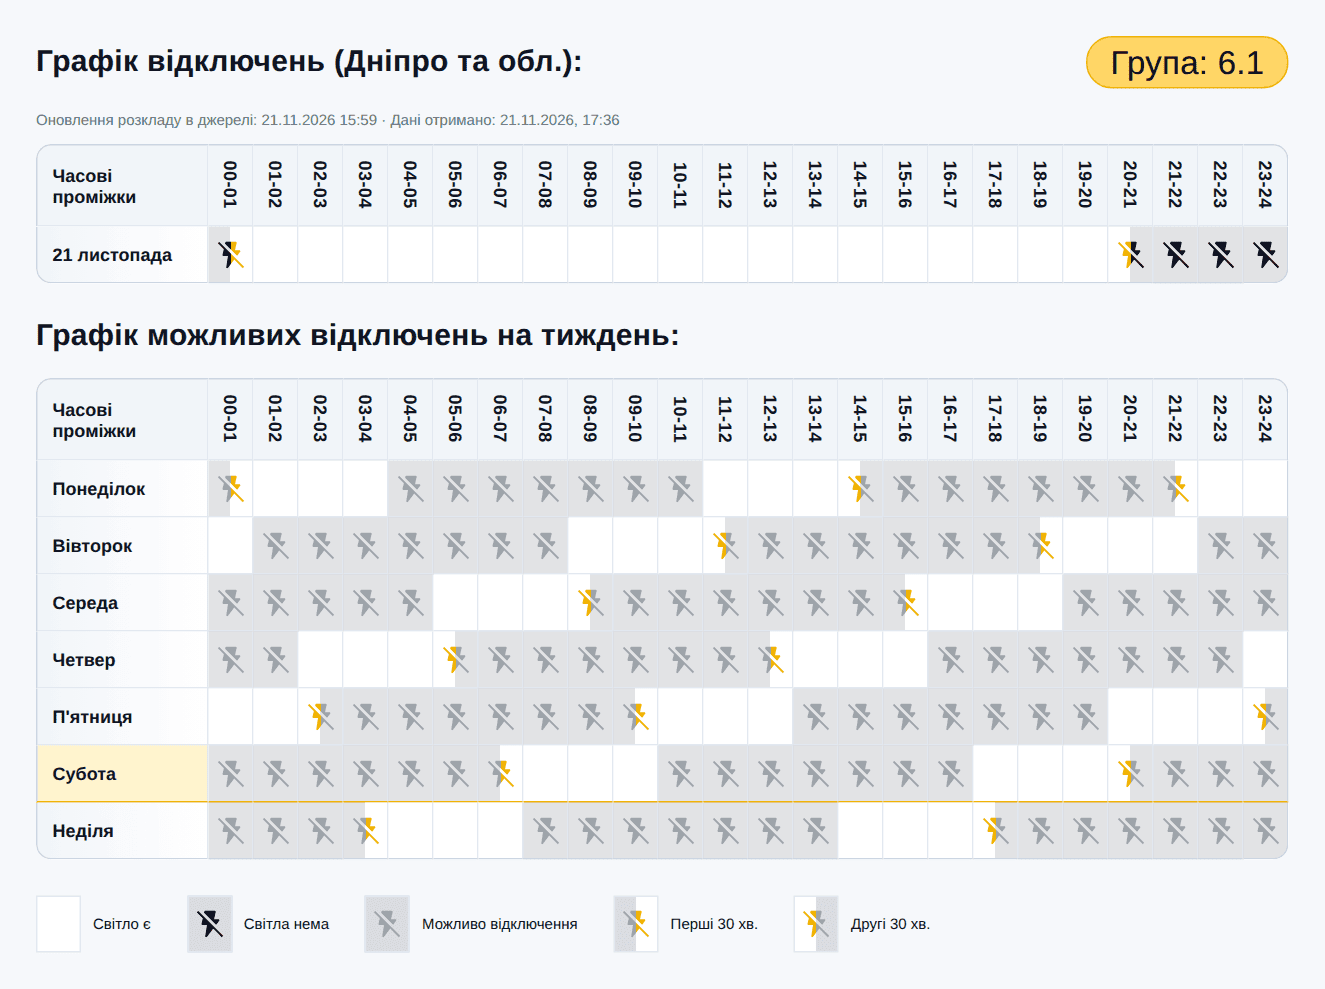 Графік відключень (Дніпро та обл.):
Група: 6.1
Оновлення розкладу в джерелі: 21.11.2026 15:59 · Дані отримано: 21.11.2026, 17:36
Часові проміжки 00-01 01-02 02-03 03-04 04-05 05-06 06-07 07-08 08-09 09-10 10-11 11-12 12-13 13-14 14-15 15-16 16-17 17-18 18-19 19-20 20-21 21-22 22-23 23-24
21 листопада
Графік можливих відключень на тиждень:
Часові проміжки 00-01 01-02 02-03 03-04 04-05 05-06 06-07 07-08 08-09 09-10 10-11 11-12 12-13 13-14 14-15 15-16 16-17 17-18 18-19 19-20 20-21 21-22 22-23 23-24
Понеділок
Вівторок
Середа
Четвер
П'ятниця
Субота
Неділя
Світло є Світла нема Можливо відключення Перші 30 хв. Другі 30 хв.